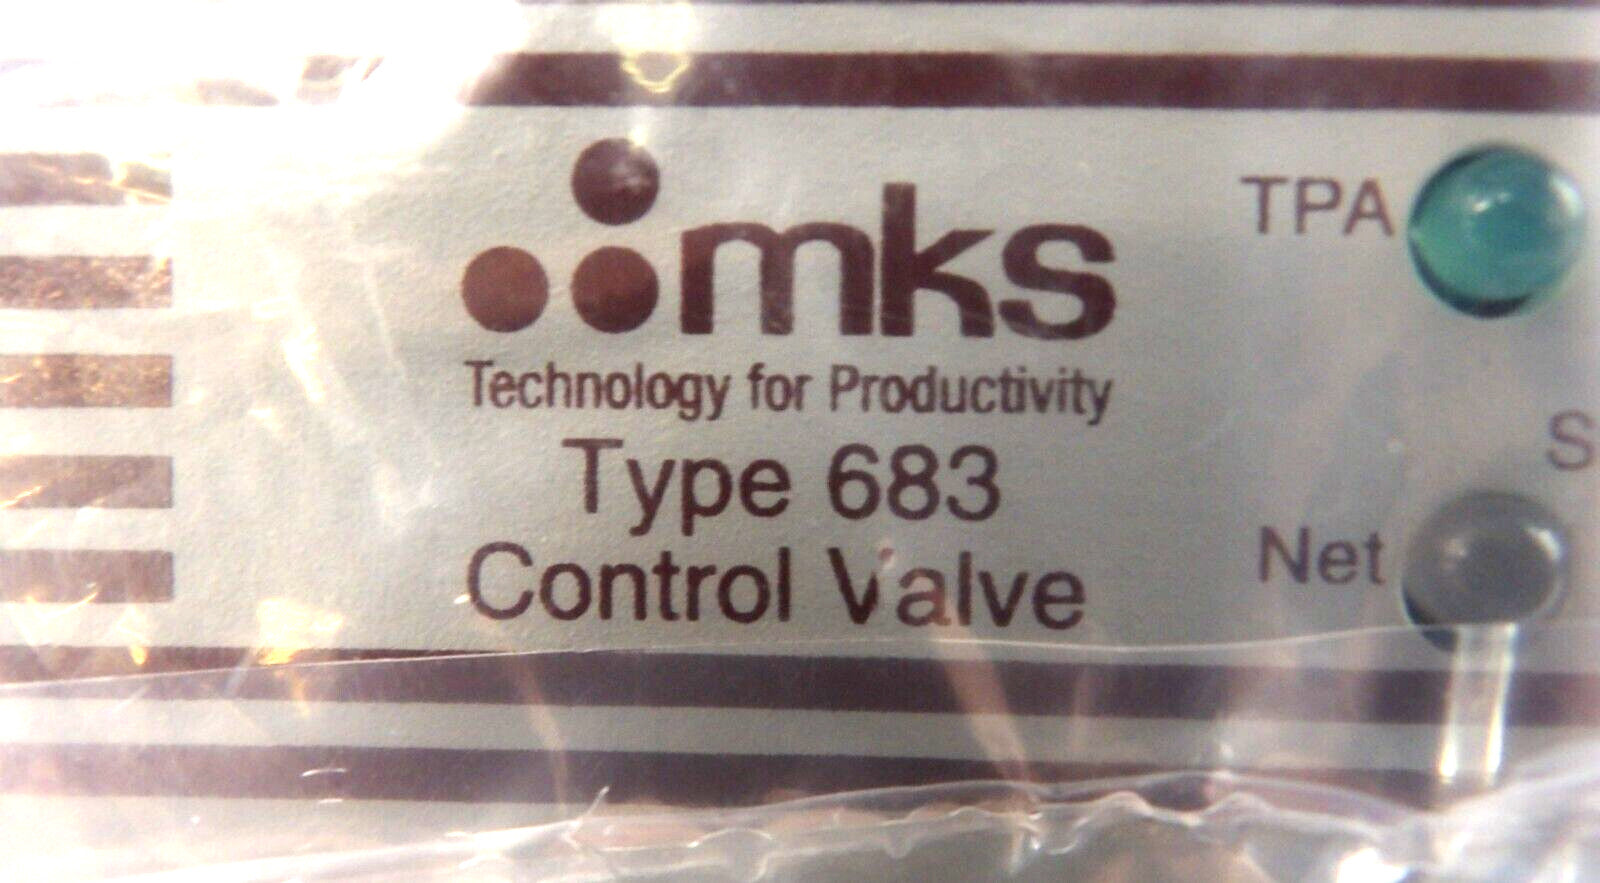 mks
Technology for Productivity
Type 683
Control Valve
TPA
S
Net